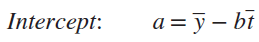 Intercept: a = y̅ − bt̅